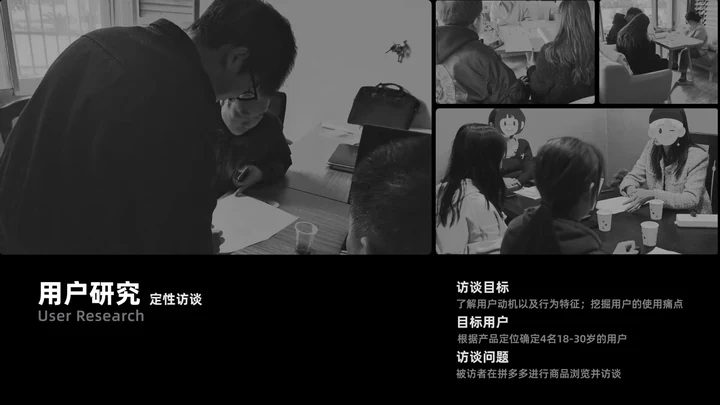 用户研究 定性访谈
User Research
访谈目标
了解用户动机以及行为特征；挖掘用户的使用痛点
目标用户
根据产品定位确定4名18-30岁的用户
访谈问题
被访者在拼多多进行商品浏览并访谈